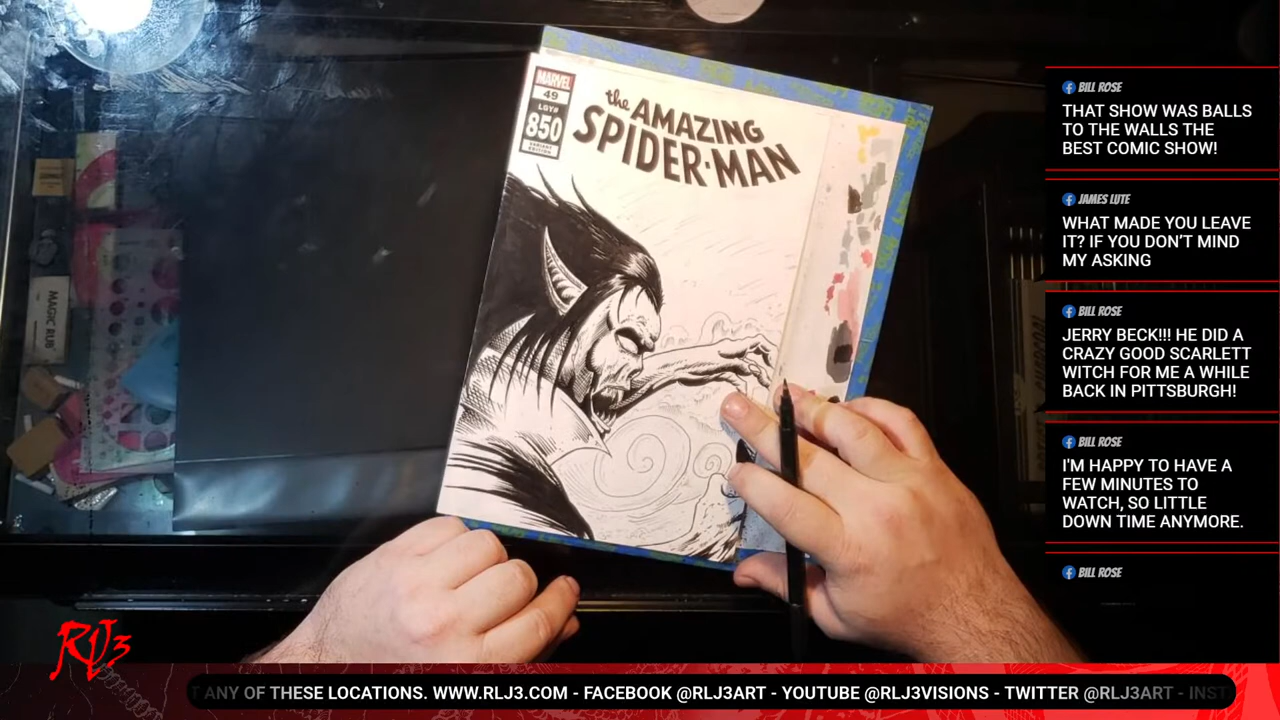 MARVEL
49
LGY#
850
VARIANT
EDITION
the AMAZING
SPIDER-MAN
MAGIC RUB
BILL ROSE
THAT SHOW WAS BALLS
TO THE WALLS THE
BEST COMIC SHOW!
JAMES LUTE
WHAT MADE YOU LEAVE
IT? IF YOU DON'T MIND
MY ASKING
BILL ROSE
JERRY BECK!!! HE DID A
CRAZY GOOD SCARLETT
WITCH FOR ME A WHILE
BACK IN PITTSBURGH!
BILL ROSE
I'M HAPPY TO HAVE A
FEW MINUTES TO
WATCH, SO LITTLE
DOWN TIME ANYMORE.
BILL ROSE
RLJ3
T ANY OF THESE LOCATIONS. WWW.RLJ3.COM - FACEBOOK @RLJ3ART - YOUTUBE @RLJ3VISIONS - TWITTER @RLJ3ART - INST